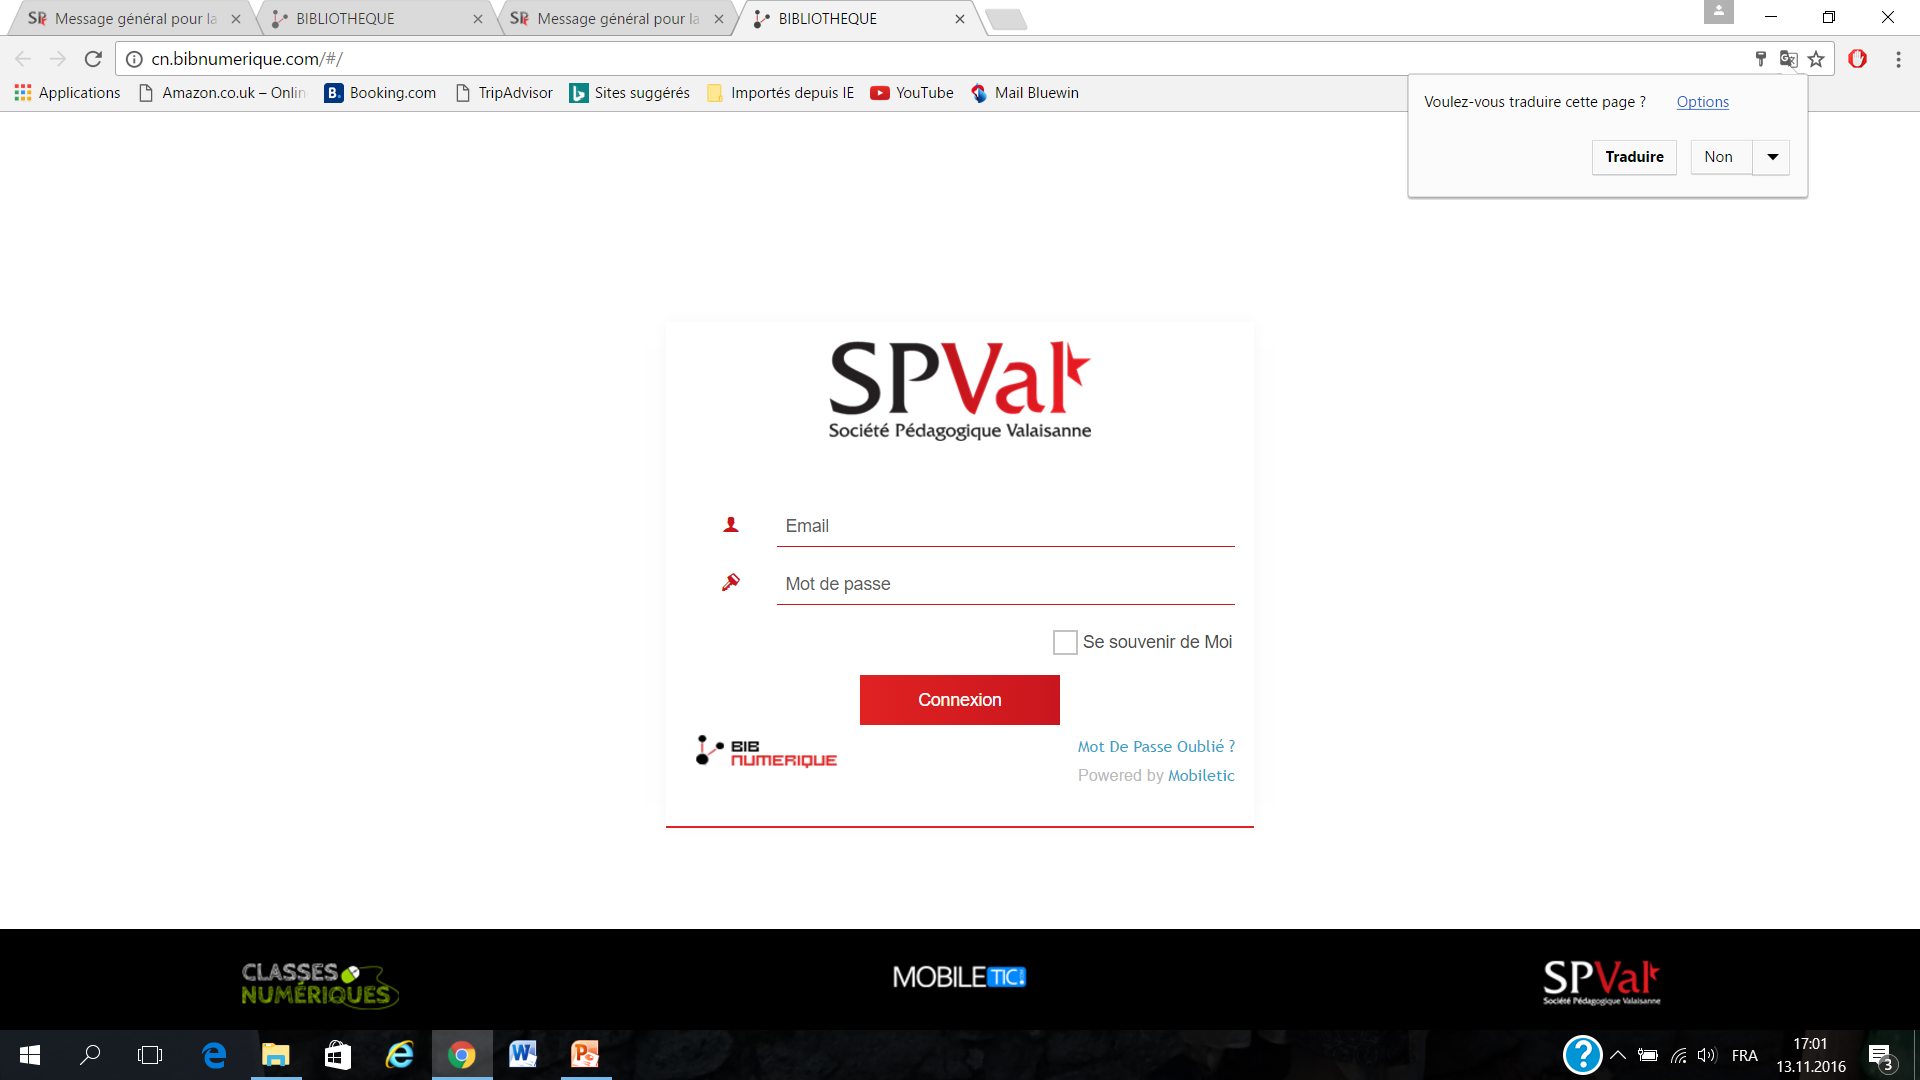 Message général pour la
BIBLIOTHEQUE
Message général pour la
BIBLIOTHEQUE
cn.bibnumerique.com/#/
Applications
Amazon.co.uk – Onlin
Booking.com
TripAdvisor
Sites suggérés
Importés depuis IE
YouTube
Mail Bluewin
Voulez-vous traduire cette page ? Options
Traduire Non
SPVal
Société Pédagogique Valaisanne
Email
Mot de passe
Se souvenir de Moi
Connexion
BIB
NUMERIQUE
Mot De Passe Oublié ?
Powered by Mobiletic
CLASSES
NUMÉRIQUES
MOBILETIC!
SPVal
Société Pédagogique Valaisanne
FRA
17:01
13.11.2016
3